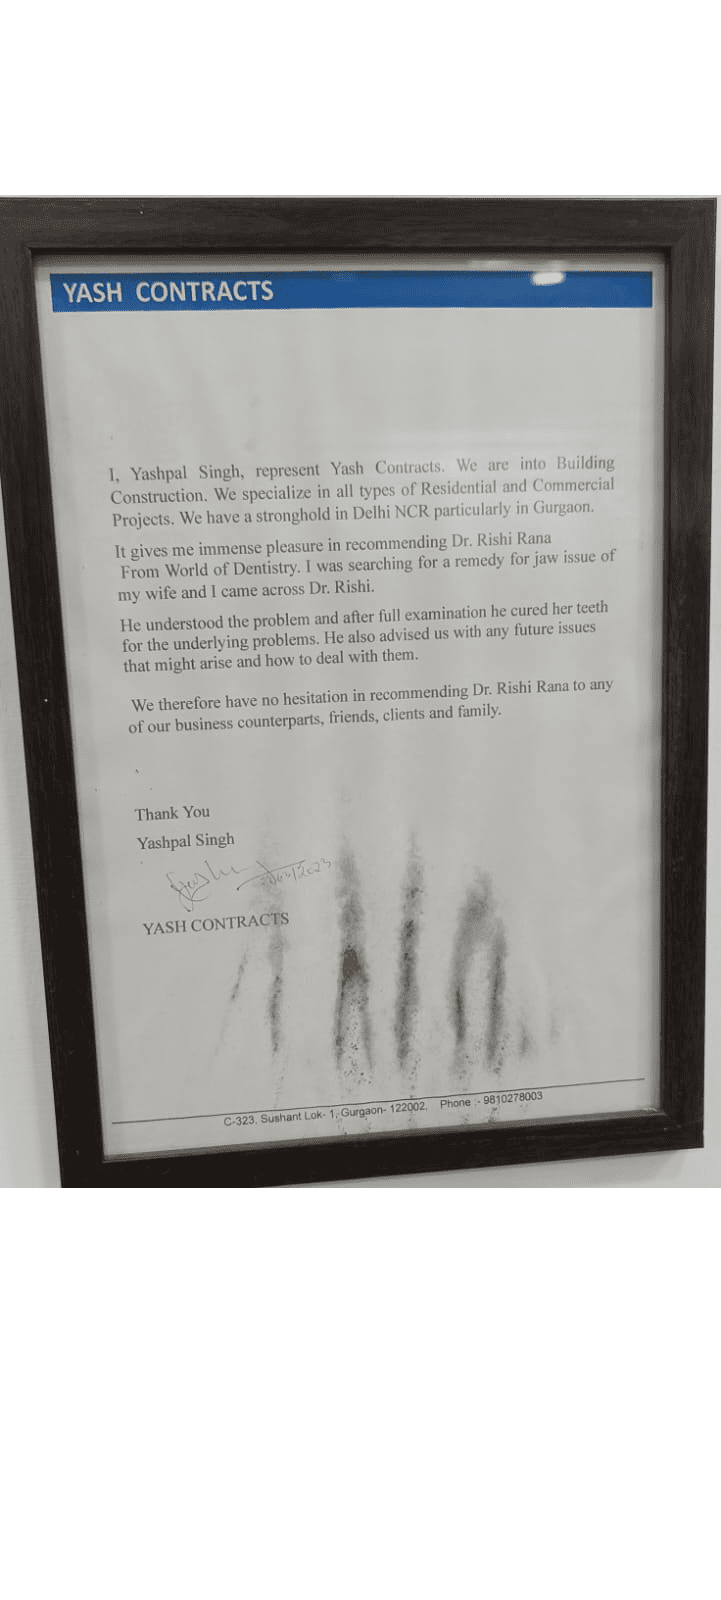 YASH CONTRACTS
I, Yashpal Singh, represent Yash Contracts. We are into Building
Construction. We specialize in all types of Residential and Commercial
Projects. We have a stronghold in Delhi NCR particularly in Gurgaon.
It gives me immense pleasure in recommending Dr. Rishi Rana
From World of Dentistry. I was searching for a remedy for jaw issue of
my wife and I came across Dr. Rishi.
He understood the problem and after full examination he cured her teeth
for the underlying problems. He also advised us with any future issues
that might arise and how to deal with them.
We therefore have no hesitation in recommending Dr. Rishi Rana to any
of our business counterparts, friends, clients and family.
Thank You
Yashpal Singh
YASH CONTRACTS
C-323, Sushant Lok- 1, Gurgaon- 122002, Phone :- 9810278003